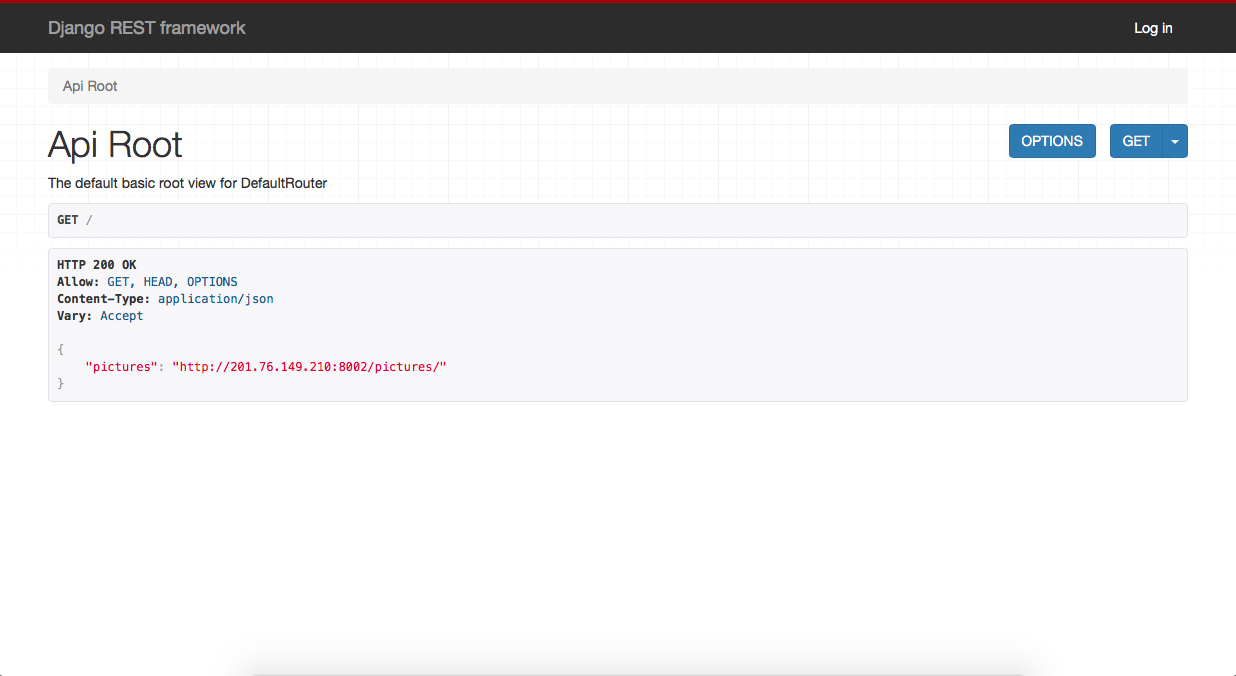 Django REST framework
Log in
Api Root
Api Root
OPTIONS
GET
The default basic root view for DefaultRouter
GET /
HTTP 200 OK
Allow: GET, HEAD, OPTIONS
Content-Type: application/json
Vary: Accept
{
    "pictures": "http://201.76.149.210:8002/pictures/"
}